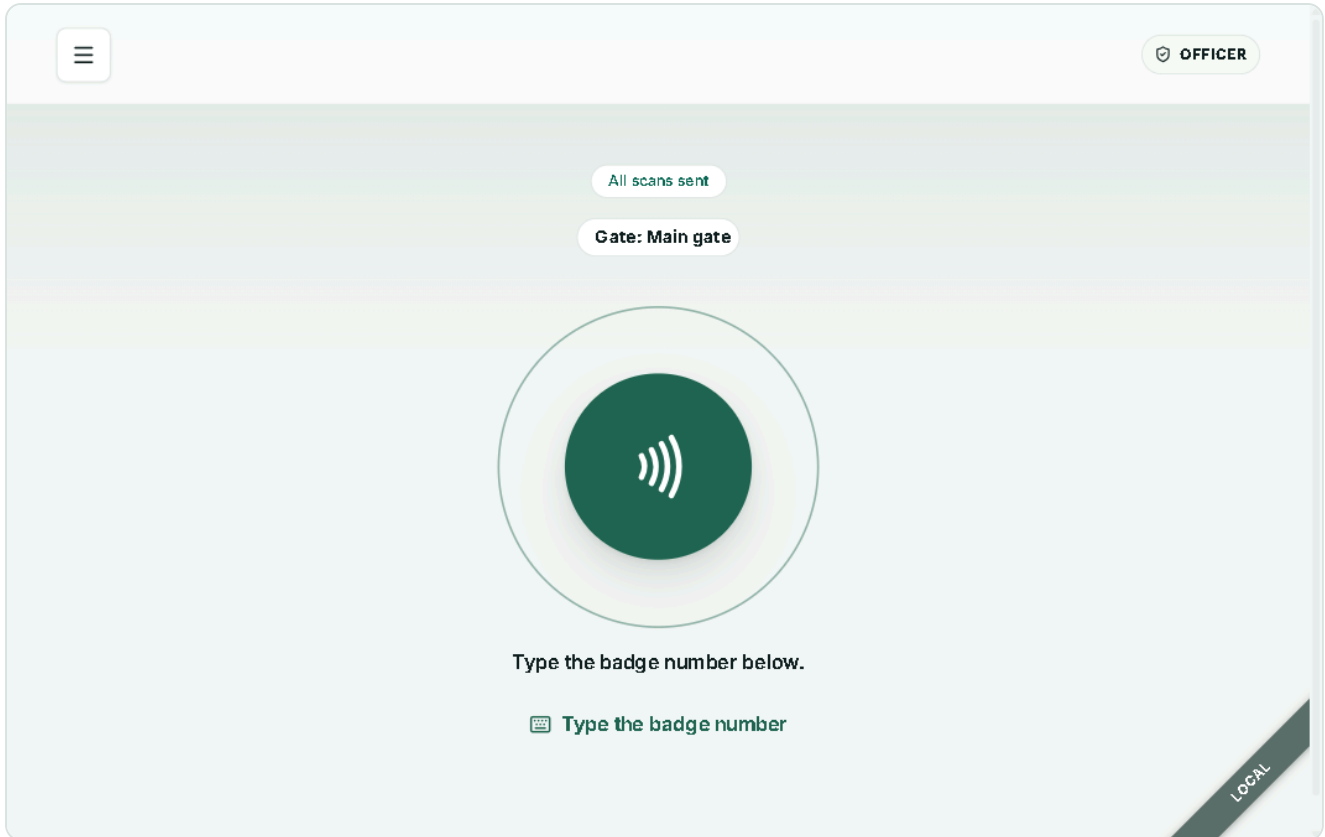 OFFICER
All scans sent
Gate: Main gate
Type the badge number below.
Type the badge number
LOCAL